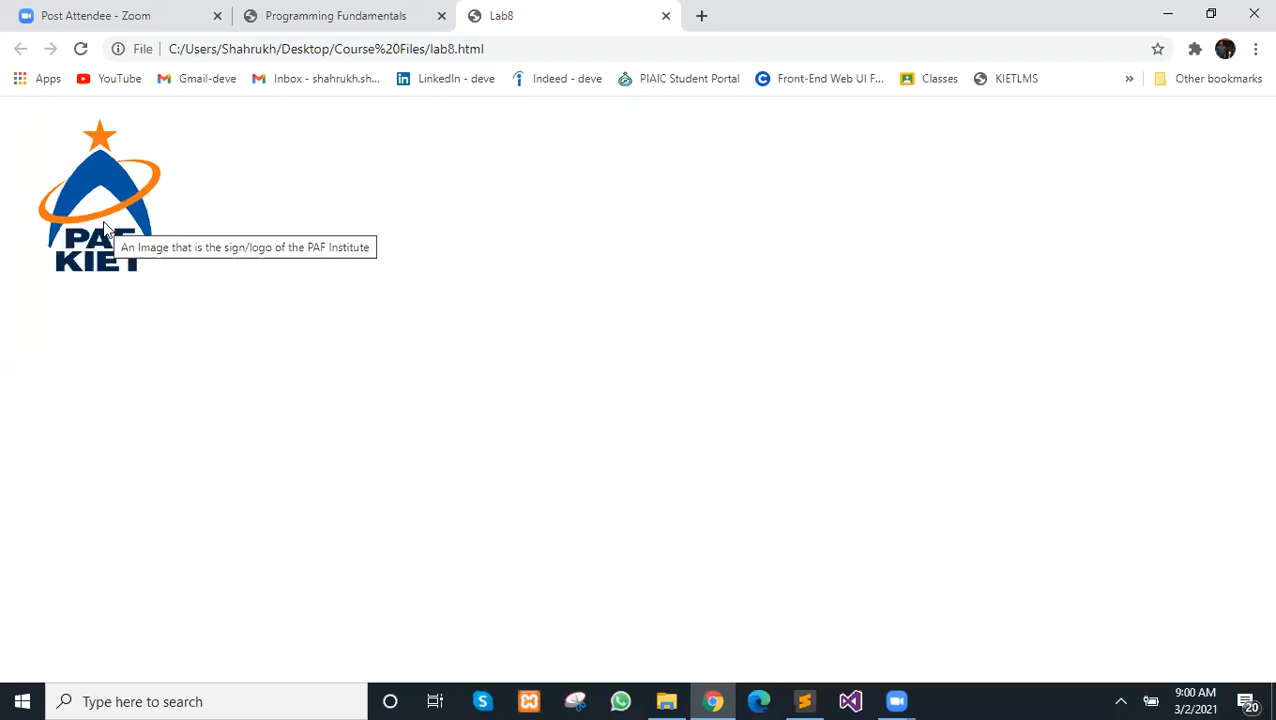 Post Attendee - Zoom
Programming Fundamentals
Lab8
File
C:/Users/Shahrukh/Desktop/Course%20Files/lab8.html
Apps
YouTube
Gmail-deve
Inbox - shahrukh.sh...
LinkedIn - deve
Indeed - deve
PIAIC Student Portal
Front-End Web UI F...
Classes
KIETLMS
»
Other bookmarks
PAF
KIET
An Image that is the sign/logo of the PAF Institute
Type here to search
9:00 AM
3/2/2021
20